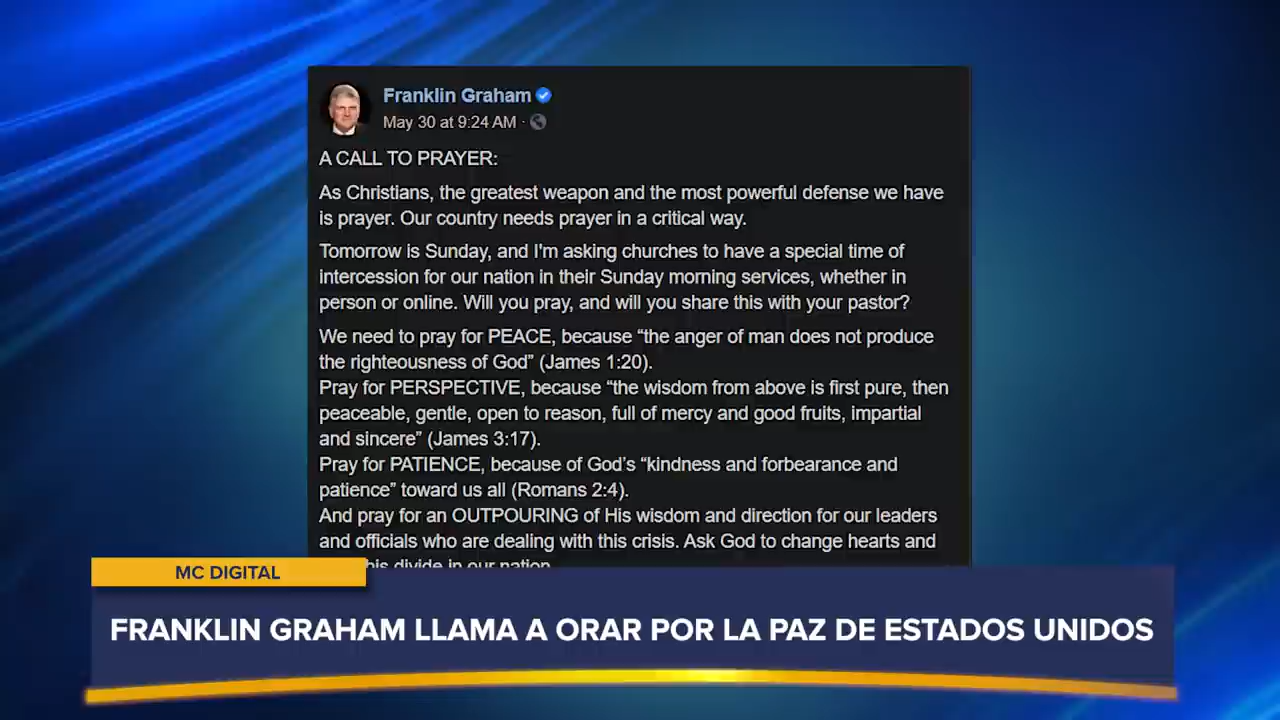 Franklin Graham
May 30 at 9:24 AM ·
A CALL TO PRAYER:
As Christians, the greatest weapon and the most powerful defense we have
is prayer. Our country needs prayer in a critical way.
Tomorrow is Sunday, and I'm asking churches to have a special time of
intercession for our nation in their Sunday morning services, whether in
person or online. Will you pray, and will you share this with your pastor?
We need to pray for PEACE, because “the anger of man does not produce
the righteousness of God” (James 1:20).
Pray for PERSPECTIVE, because “the wisdom from above is first pure, then
peaceable, gentle, open to reason, full of mercy and good fruits, impartial
and sincere” (James 3:17).
Pray for PATIENCE, because of God’s “kindness and forbearance and
patience” toward us all (Romans 2:4).
And pray for an OUTPOURING of His wisdom and direction for our leaders
and officials who are dealing with this crisis. Ask God to change hearts and
divide in our nation
MC DIGITAL
FRANKLIN GRAHAM LLAMA A ORAR POR LA PAZ DE ESTADOS UNIDOS